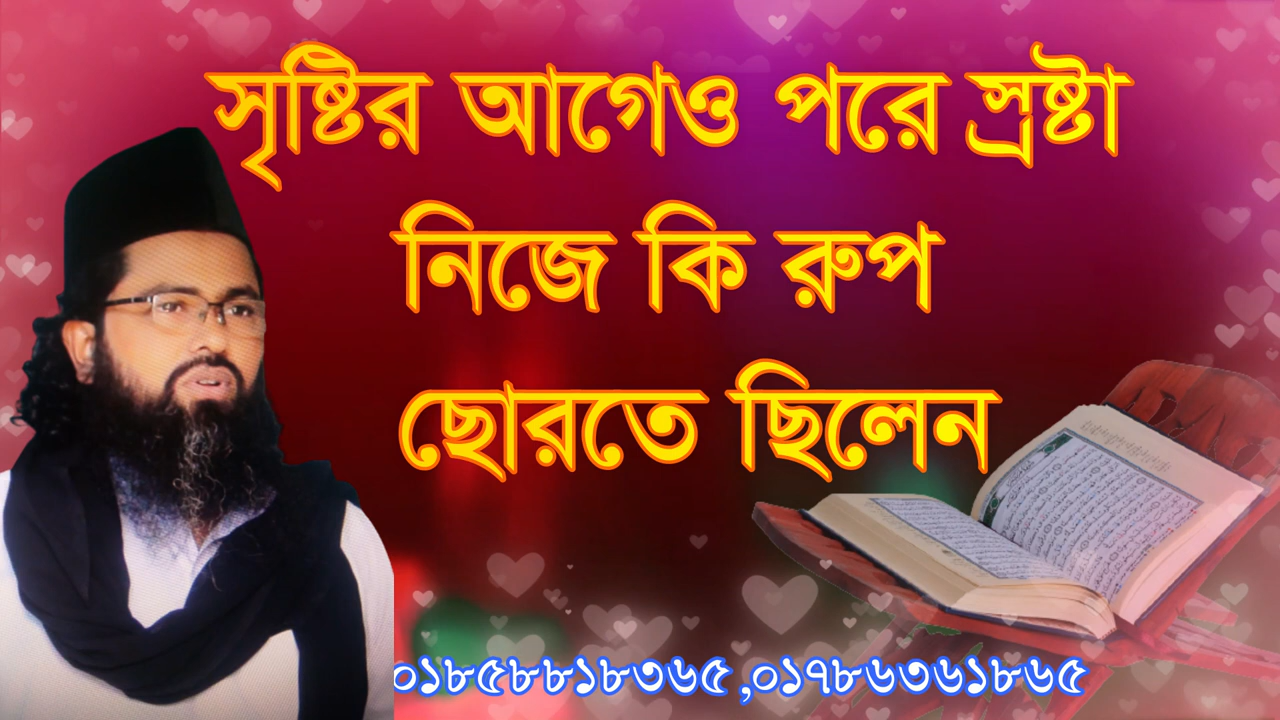 সৃষ্টির আগেও পরে স্রষ্টা
নিজে কি রুপ
ছোরতে ছিলেন
০১৮৫৮৮১৮৩৬৫ ,০১৭৮৬৩৬১৮৬৫